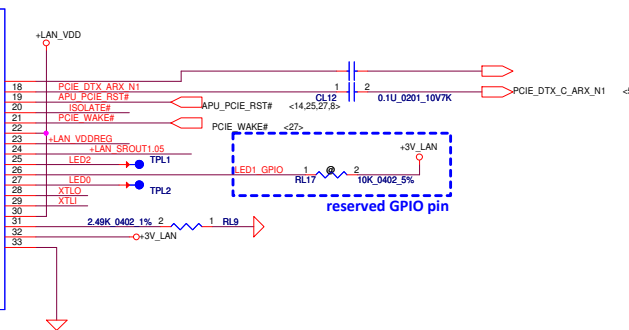 +LAN_VDD
18 PCIE_DTX_ARX_N1 1 CL12 2 0.1U_0201_10V7K PCIE_DTX_C_ARX_N1
19 APU_PCIE_RST# APU_PCIE_RST# <14,25,27,8>
20 ISOLATE#
21 PCIE_WAKE# PCIE_WAKE# <27>
22
23 +LAN_VDDREG
24 +LAN_SROUT1.05 +3V_LAN
25 LED2 TPL1
26 LED1_GPIO 1 @ 2
RL17 10K_0402_5%
27 LED0 TPL2
reserved GPIO pin
28 XTLO
29 XTLI
30
31 2.49K_0402_1% 2 1 RL9
32 +3V_LAN
33